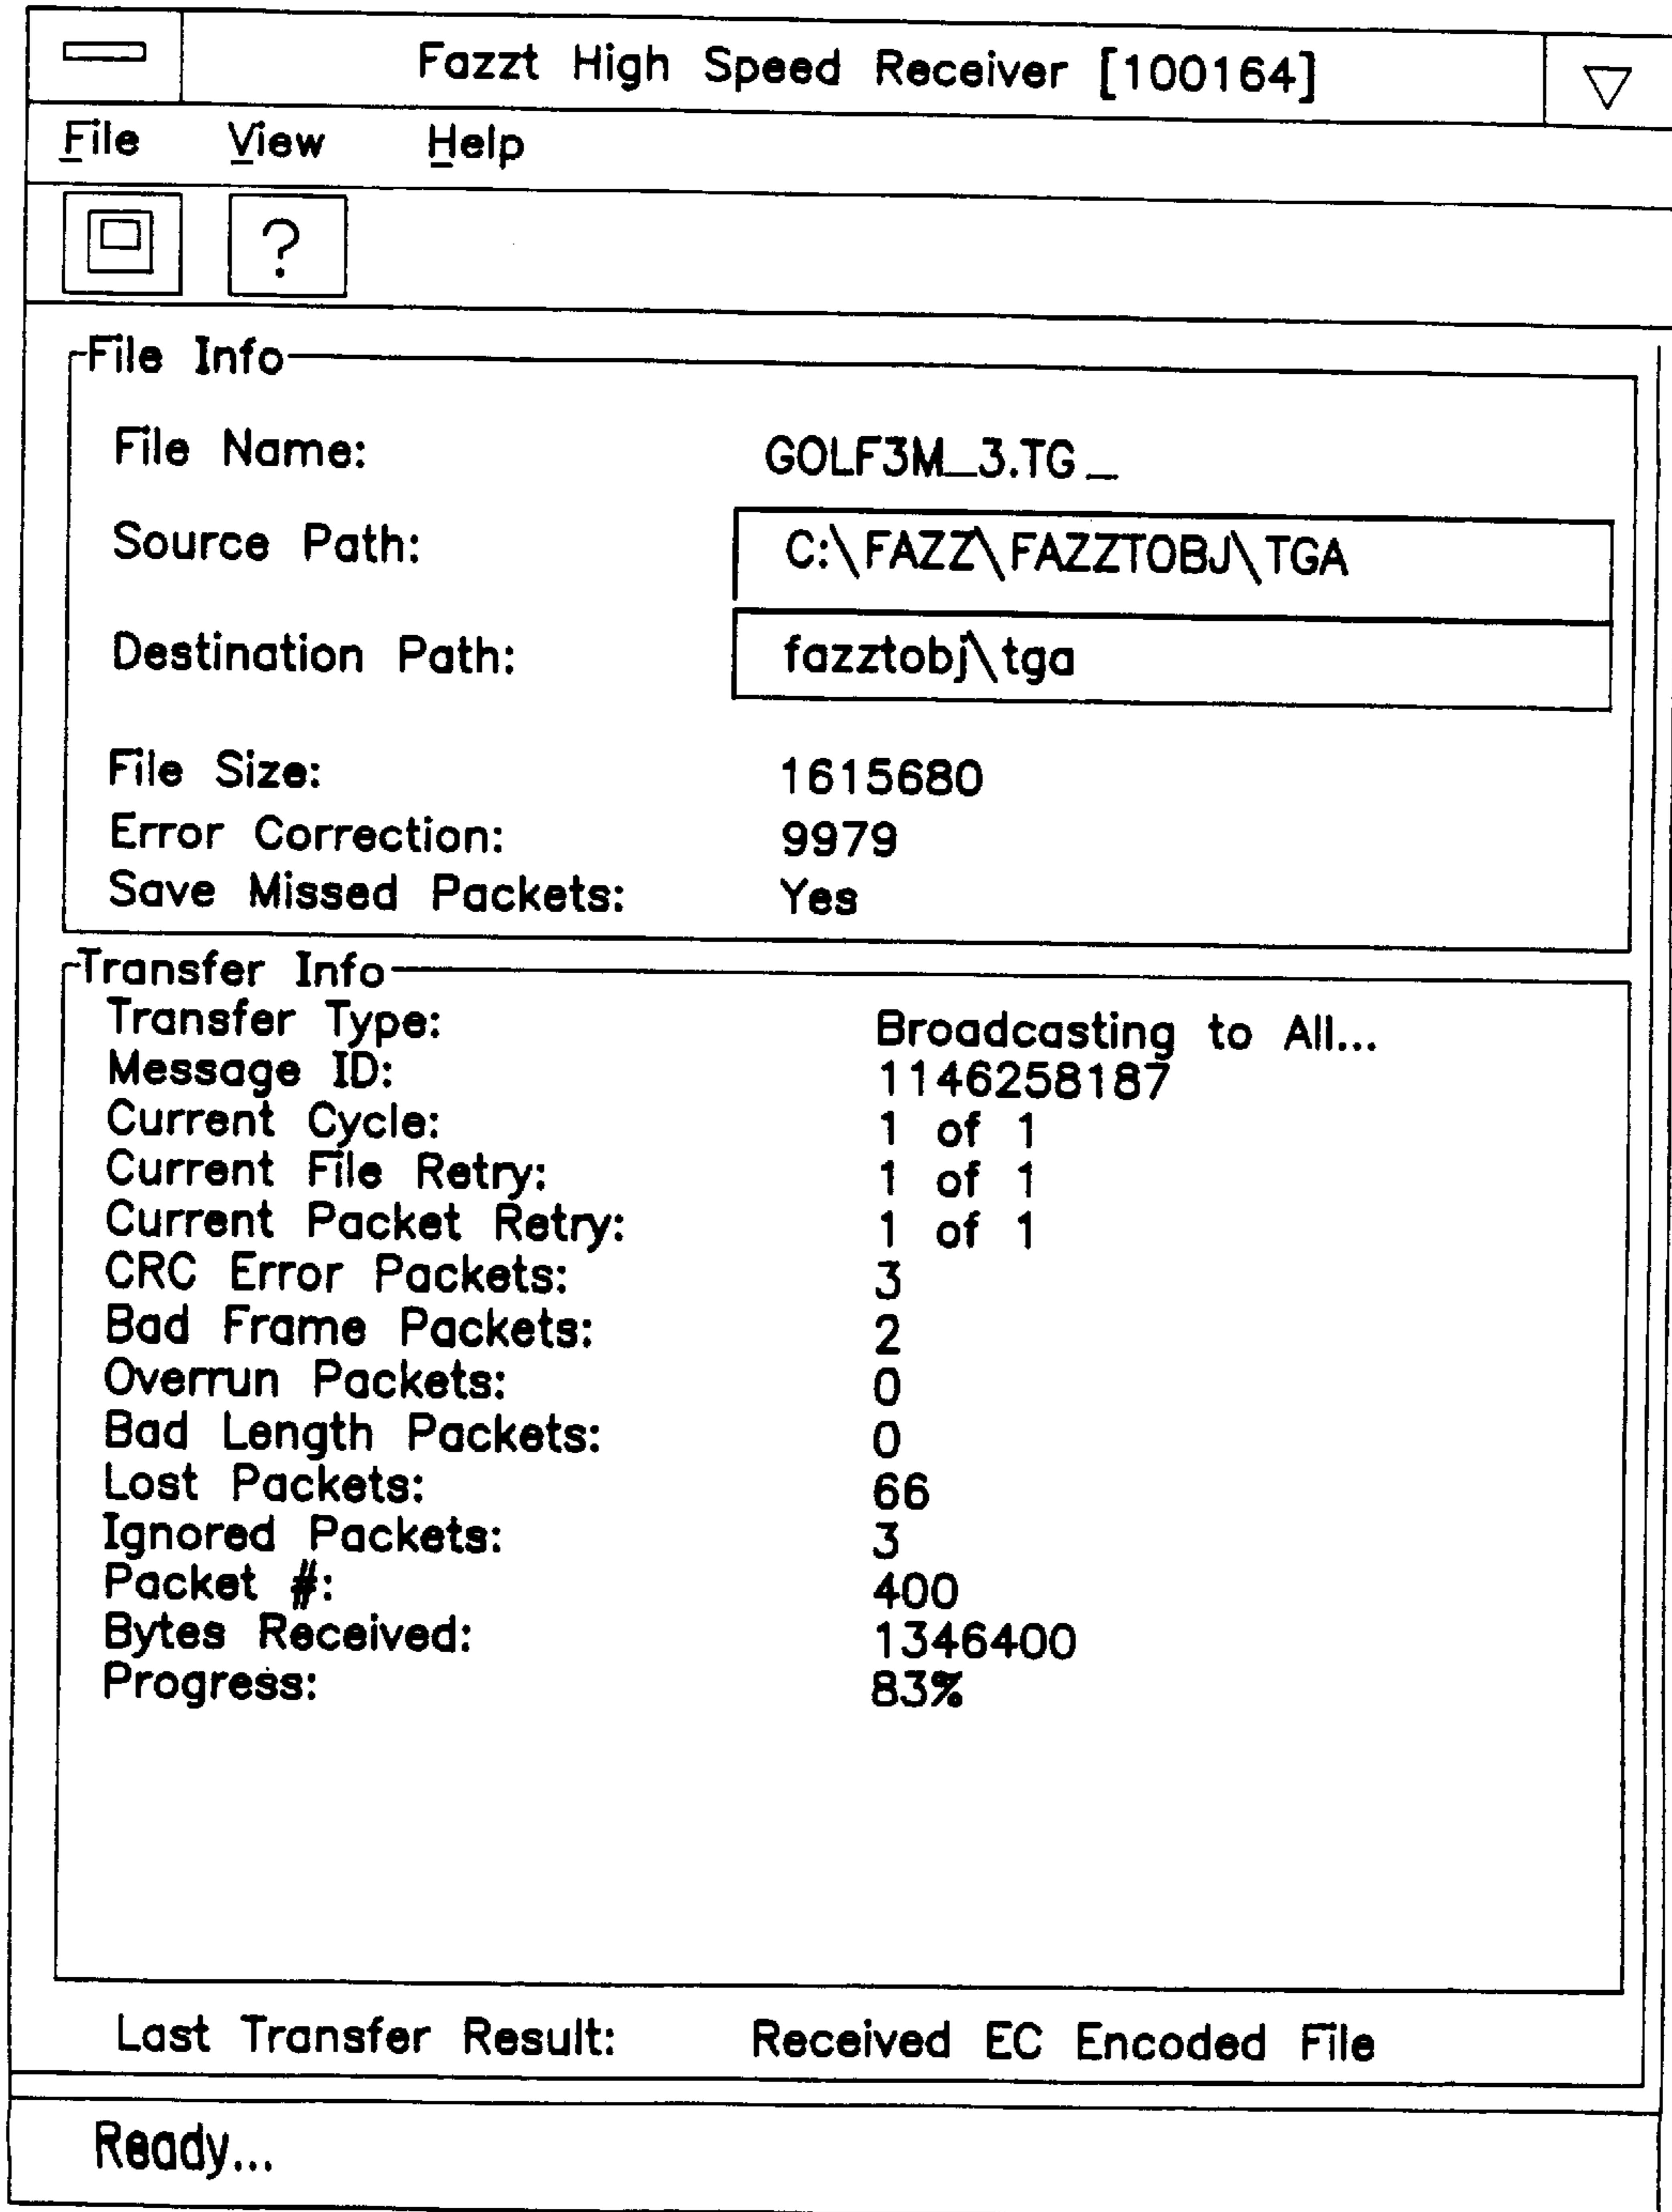 Fazzt High Speed Receiver [100164]
File View Help
?
File Info
File Name: GOLF3M_3.TG_
Source Path: C:\FAZZ\FAZZTOBJ\TGA
Destination Path: fazztobj\tga
File Size: 1615680
Error Correction: 9979
Save Missed Packets: Yes
Transfer Info
Transfer Type: Broadcasting to All...
Message ID: 1146258187
Current Cycle: 1 of 1
Current File Retry: 1 of 1
Current Packet Retry: 1 of 1
CRC Error Packets: 3
Bad Frame Packets: 2
Overrun Packets: 0
Bad Length Packets: 0
Lost Packets: 66
Ignored Packets: 3
Packet #: 400
Bytes Received: 1346400
Progress: 83%
Last Transfer Result: Received EC Encoded File
Ready...